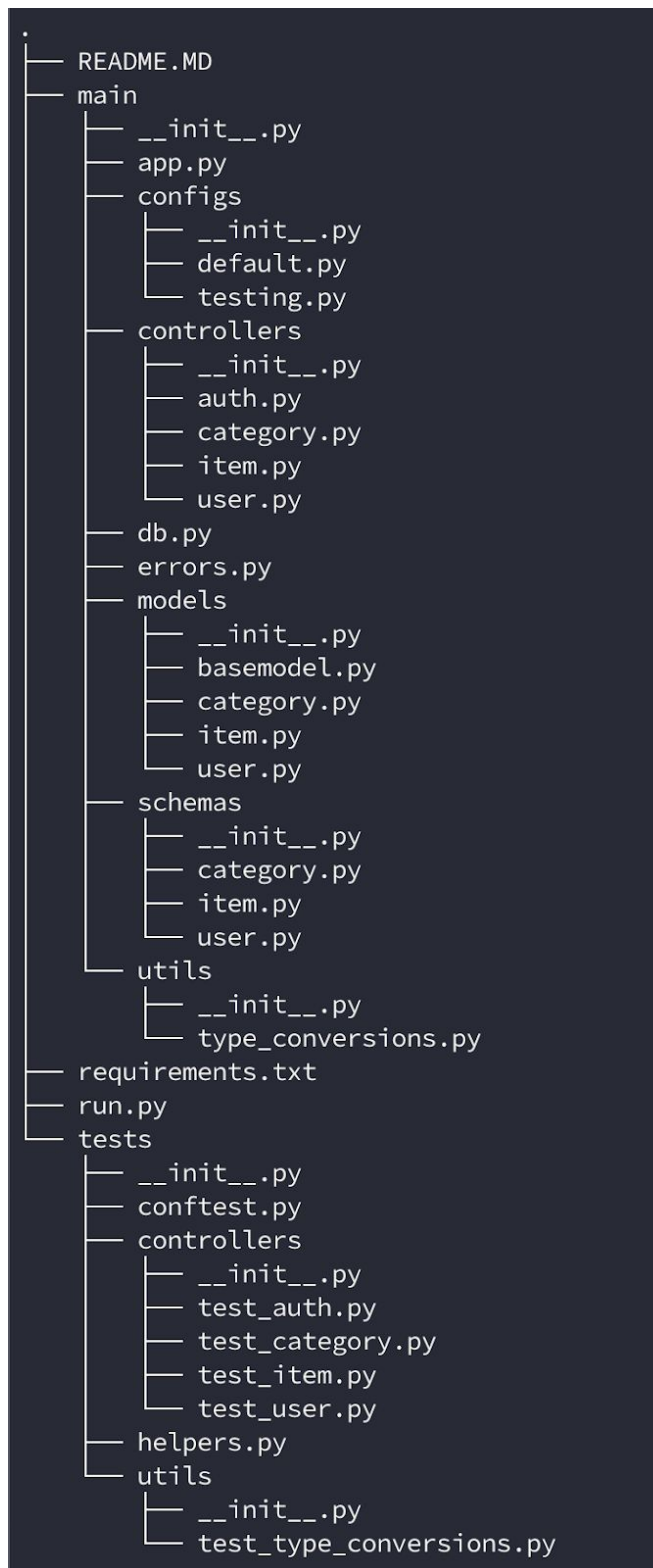 .
├── README.MD
├── main
│   ├── __init__.py
│   ├── app.py
│   ├── configs
│   │   ├── __init__.py
│   │   ├── default.py
│   │   └── testing.py
│   ├── controllers
│   │   ├── __init__.py
│   │   ├── auth.py
│   │   ├── category.py
│   │   ├── item.py
│   │   └── user.py
│   ├── db.py
│   ├── errors.py
│   ├── models
│   │   ├── __init__.py
│   │   ├── basemodel.py
│   │   ├── category.py
│   │   ├── item.py
│   │   └── user.py
│   ├── schemas
│   │   ├── __init__.py
│   │   ├── category.py
│   │   ├── item.py
│   │   └── user.py
│   └── utils
│       ├── __init__.py
│       └── type_conversions.py
├── requirements.txt
├── run.py
└── tests
    ├── __init__.py
    ├── conftest.py
    ├── controllers
    │   ├── __init__.py
    │   ├── test_auth.py
    │   ├── test_category.py
    │   ├── test_item.py
    │   └── test_user.py
    ├── helpers.py
    └── utils
        ├── __init__.py
        └── test_type_conversions.py